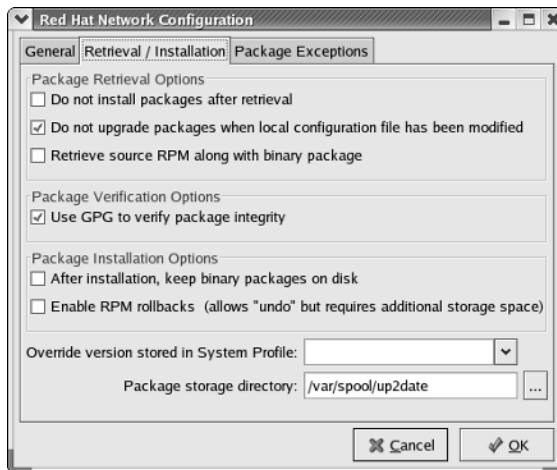 Red Hat Network Configuration
General Retrieval / Installation Package Exceptions
Package Retrieval Options
Do not install packages after retrieval
Do not upgrade packages when local configuration file has been modified
Retrieve source RPM along with binary package
Package Verification Options
Use GPG to verify package integrity
Package Installation Options
After installation, keep binary packages on disk
Enable RPM rollbacks (allows "undo" but requires additional storage space)
Override version stored in System Profile:
Package storage directory: /var/spool/up2date ...
Cancel OK